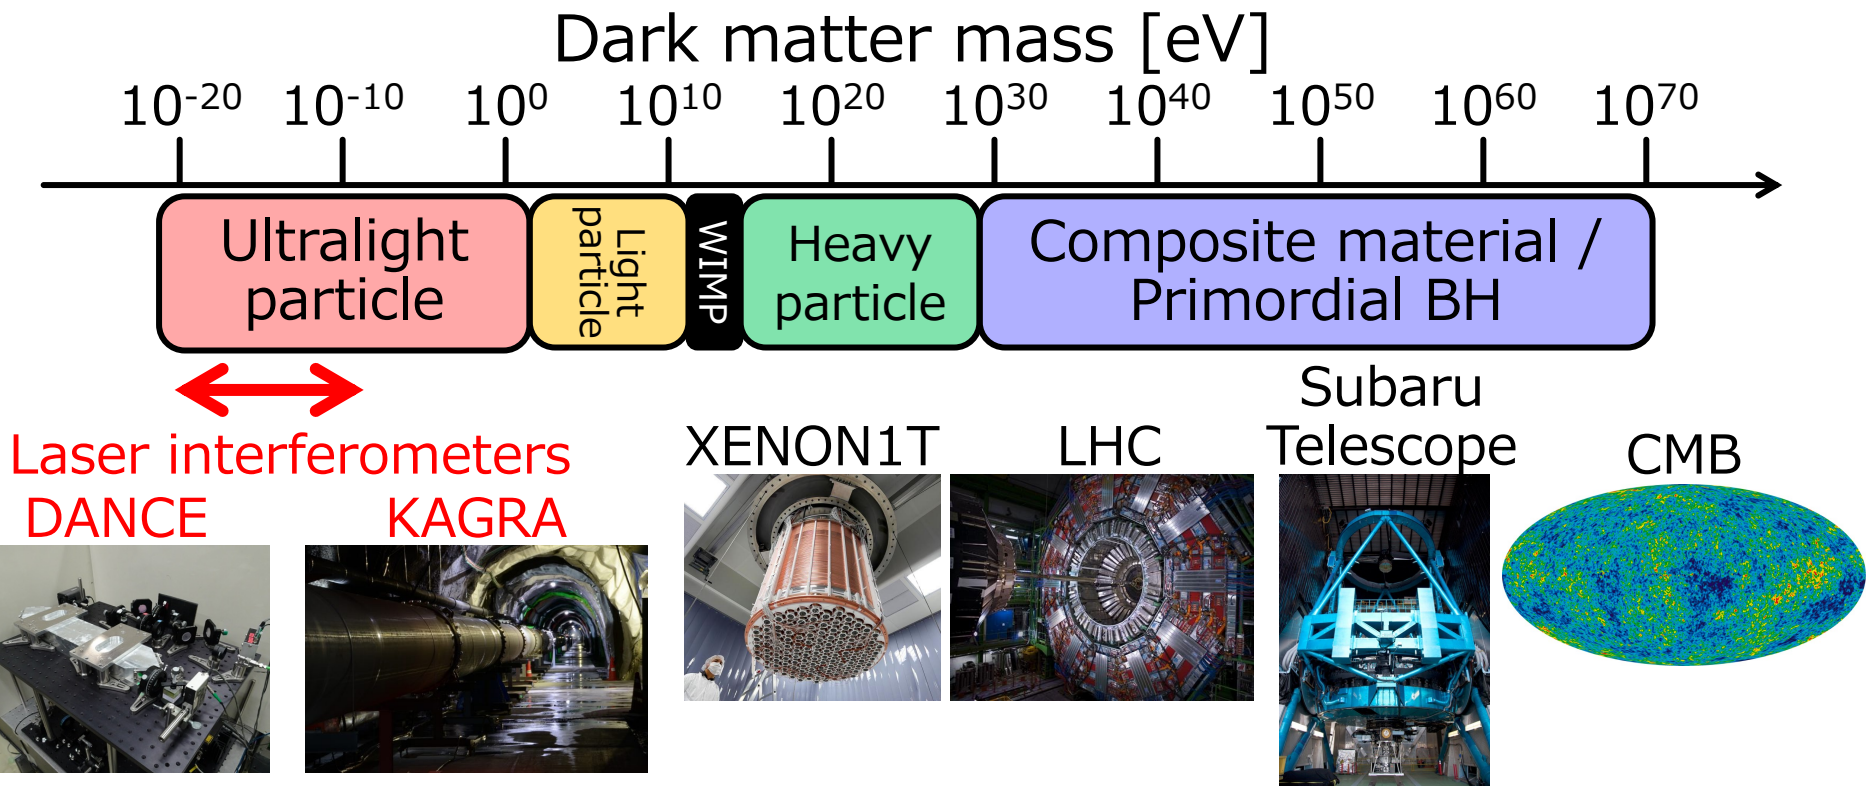 Dark matter mass [eV]
10⁻²⁰ 10⁻¹⁰ 10⁰ 10¹⁰ 10²⁰ 10³⁰ 10⁴⁰ 10⁵⁰ 10⁶⁰ 10⁷⁰
Ultralight
particle
Light
particle
WIMP
Heavy
particle
Composite material /
Primordial BH
Laser interferometers
DANCE
KAGRA
XENON1T
LHC
Subaru
Telescope
CMB